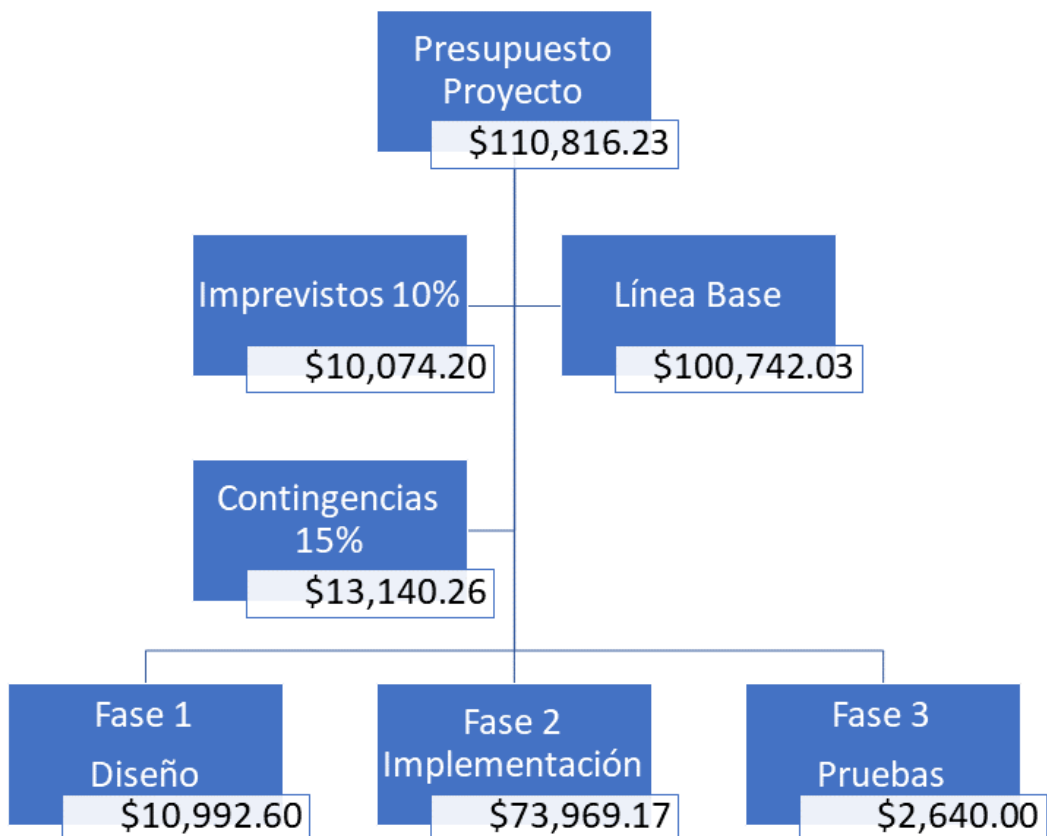 Presupuesto
Proyecto
$110,816.23
Imprevistos 10%
$10,074.20
Línea Base
$100,742.03
Contingencias
15%
$13,140.26
Fase 1
Diseño
$10,992.60
Fase 2
Implementación
$73,969.17
Fase 3
Pruebas
$2,640.00